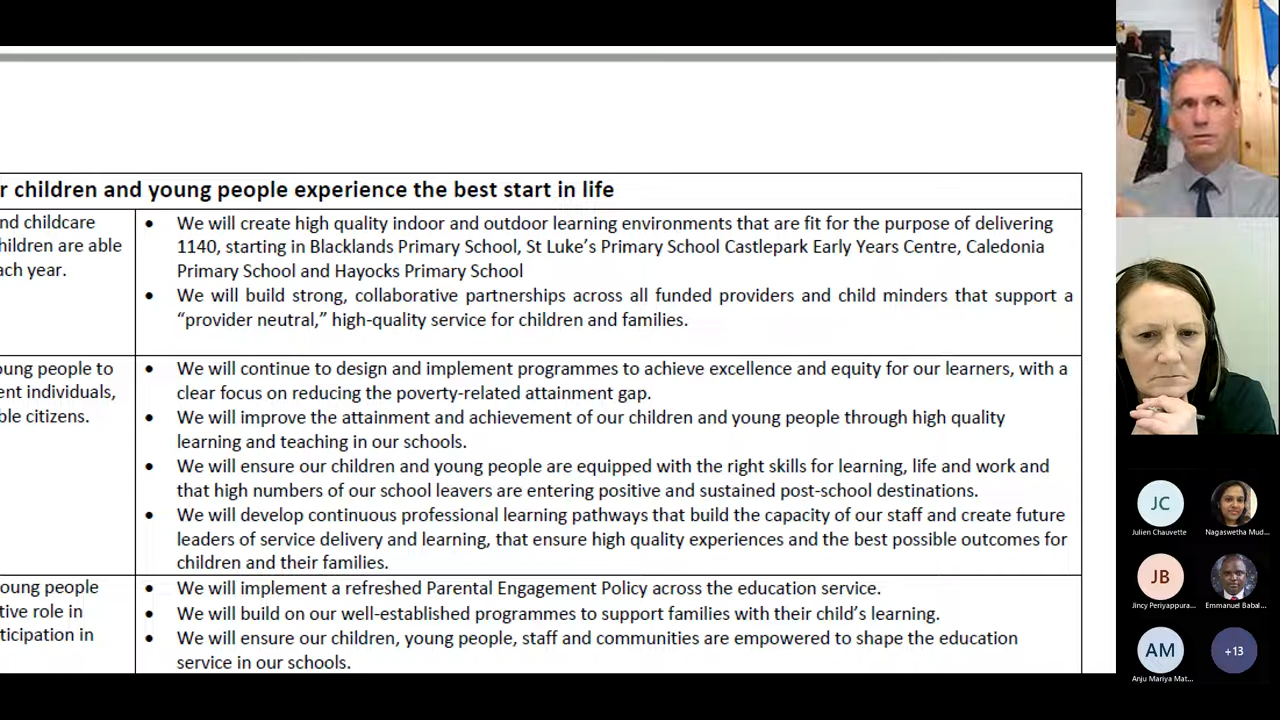 r children and young people experience the best start in life
nd childcare
hildren are able
ach year.
• We will create high quality indoor and outdoor learning environments that are fit for the purpose of delivering
1140, starting in Blacklands Primary School, St Luke’s Primary School Castlepark Early Years Centre, Caledonia
Primary School and Hayocks Primary School
• We will build strong, collaborative partnerships across all funded providers and child minders that support a
“provider neutral,” high-quality service for children and families.
oung people to
ent individuals,
ble citizens.
• We will continue to design and implement programmes to achieve excellence and equity for our learners, with a
clear focus on reducing the poverty-related attainment gap.
• We will improve the attainment and achievement of our children and young people through high quality
learning and teaching in our schools.
• We will ensure our children and young people are equipped with the right skills for learning, life and work and
that high numbers of our school leavers are entering positive and sustained post-school destinations.
• We will develop continuous professional learning pathways that build the capacity of our staff and create future
leaders of service delivery and learning, that ensure high quality experiences and the best possible outcomes for
children and their families.
oung people
tive role in
ticipation in
• We will implement a refreshed Parental Engagement Policy across the education service.
• We will build on our well-established programmes to support families with their child’s learning.
• We will ensure our children, young people, staff and communities are empowered to shape the education
service in our schools.
JC
Julien Chauvette
Nagaswetha Mud...
JB
Jincy Periyappura...
Emmanuel Babal...
AM
Anju Mariya Mat...
+13